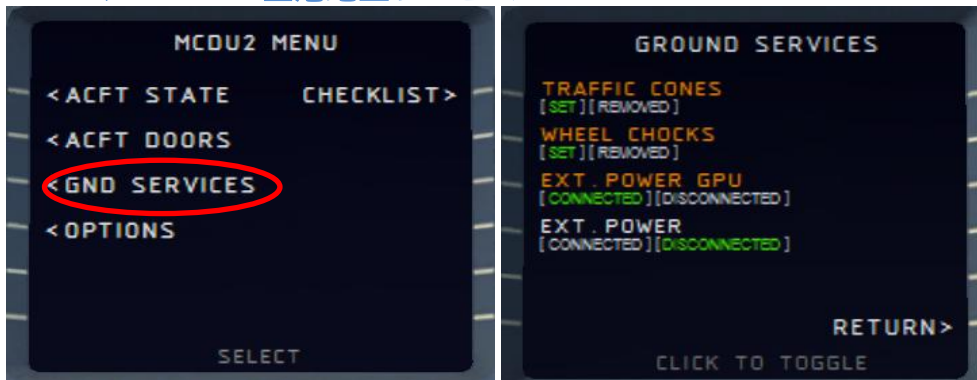 MCDU2 MENU
<ACFT STATE CHECKLIST>
<ACFT DOORS
<GND SERVICES
<OPTIONS
SELECT
GROUND SERVICES
TRAFFIC CONES
[SET][REMOVED]
WHEEL CHOCKS
[SET][REMOVED]
EXT.POWER GPU
[CONNECTED][DISCONNECTED]
EXT.POWER
[CONNECTED][DISCONNECTED]
RETURN>
CLICK TO TOGGLE